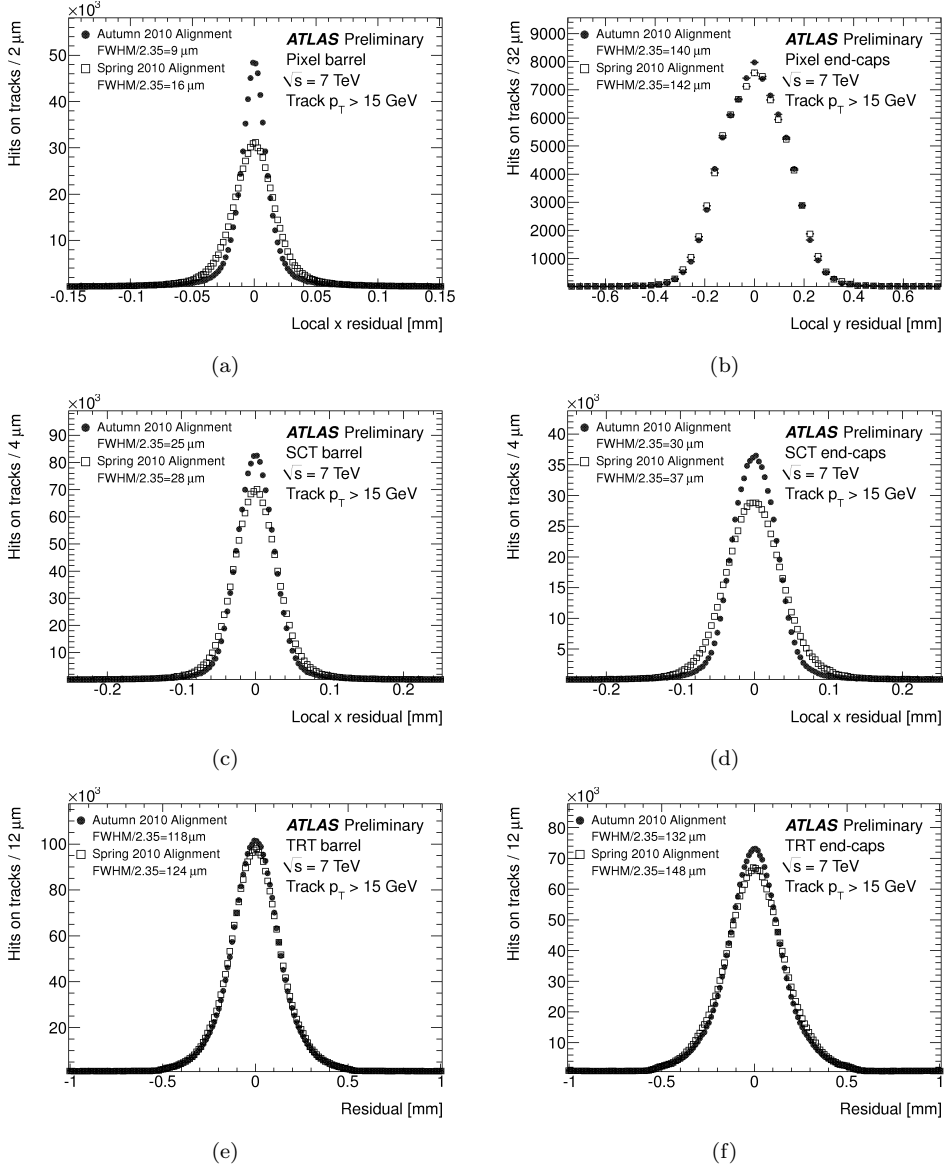 ×10³
Hits on tracks / 2 μm
50
40
30
20
10
Autumn 2010 Alignment
FWHM/2.35=9 μm
Spring 2010 Alignment
FWHM/2.35=16 μm
ATLAS Preliminary
Pixel barrel
√s = 7 TeV
Track p_T > 15 GeV
-0.15 -0.1 -0.05 0 0.05 0.1 0.15
Local x residual [mm]
(a)
Hits on tracks / 32 μm
9000
8000
7000
6000
5000
4000
3000
2000
1000
Autumn 2010 Alignment
FWHM/2.35=140 μm
Spring 2010 Alignment
FWHM/2.35=142 μm
ATLAS Preliminary
Pixel end-caps
√s = 7 TeV
Track p_T > 15 GeV
-0.6 -0.4 -0.2 0 0.2 0.4 0.6
Local y residual [mm]
(b)
×10³
Hits on tracks / 4 μm
90
80
70
60
50
40
30
20
10
Autumn 2010 Alignment
FWHM/2.35=25 μm
Spring 2010 Alignment
FWHM/2.35=28 μm
ATLAS Preliminary
SCT barrel
√s = 7 TeV
Track p_T > 15 GeV
-0.2 -0.1 0 0.1 0.2
Local x residual [mm]
(c)
×10³
Hits on tracks / 4 μm
40
35
30
25
20
15
10
5
Autumn 2010 Alignment
FWHM/2.35=30 μm
Spring 2010 Alignment
FWHM/2.35=37 μm
ATLAS Preliminary
SCT end-caps
√s = 7 TeV
Track p_T > 15 GeV
-0.2 -0.1 0 0.1 0.2
Local x residual [mm]
(d)
×10³
Hits on tracks / 12 μm
100
80
60
40
20
Autumn 2010 Alignment
FWHM/2.35=118 μm
Spring 2010 Alignment
FWHM/2.35=124 μm
ATLAS Preliminary
TRT barrel
√s = 7 TeV
Track p_T > 15 GeV
-1 -0.5 0 0.5 1
Residual [mm]
(e)
×10³
Hits on tracks / 12 μm
80
70
60
50
40
30
20
10
Autumn 2010 Alignment
FWHM/2.35=132 μm
Spring 2010 Alignment
FWHM/2.35=148 μm
ATLAS Preliminary
TRT end-caps
√s = 7 TeV
Track p_T > 15 GeV
-1 -0.5 0 0.5 1
Residual [mm]
(f)